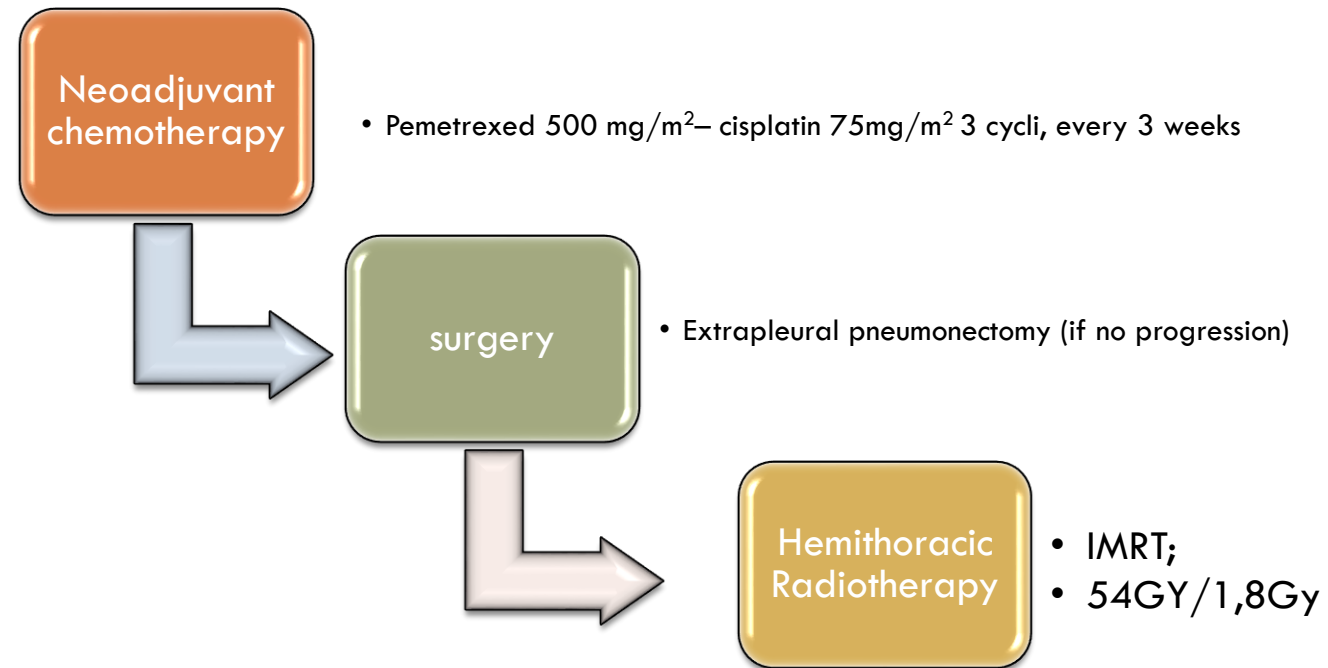 Neoadjuvant
chemotherapy
• Pemetrexed 500 mg/m²– cisplatin 75mg/m² 3 cycli, every 3 weeks
surgery
• Extrapleural pneumonectomy (if no progression)
Hemithoracic
Radiotherapy
• IMRT;
• 54GY/1,8Gy